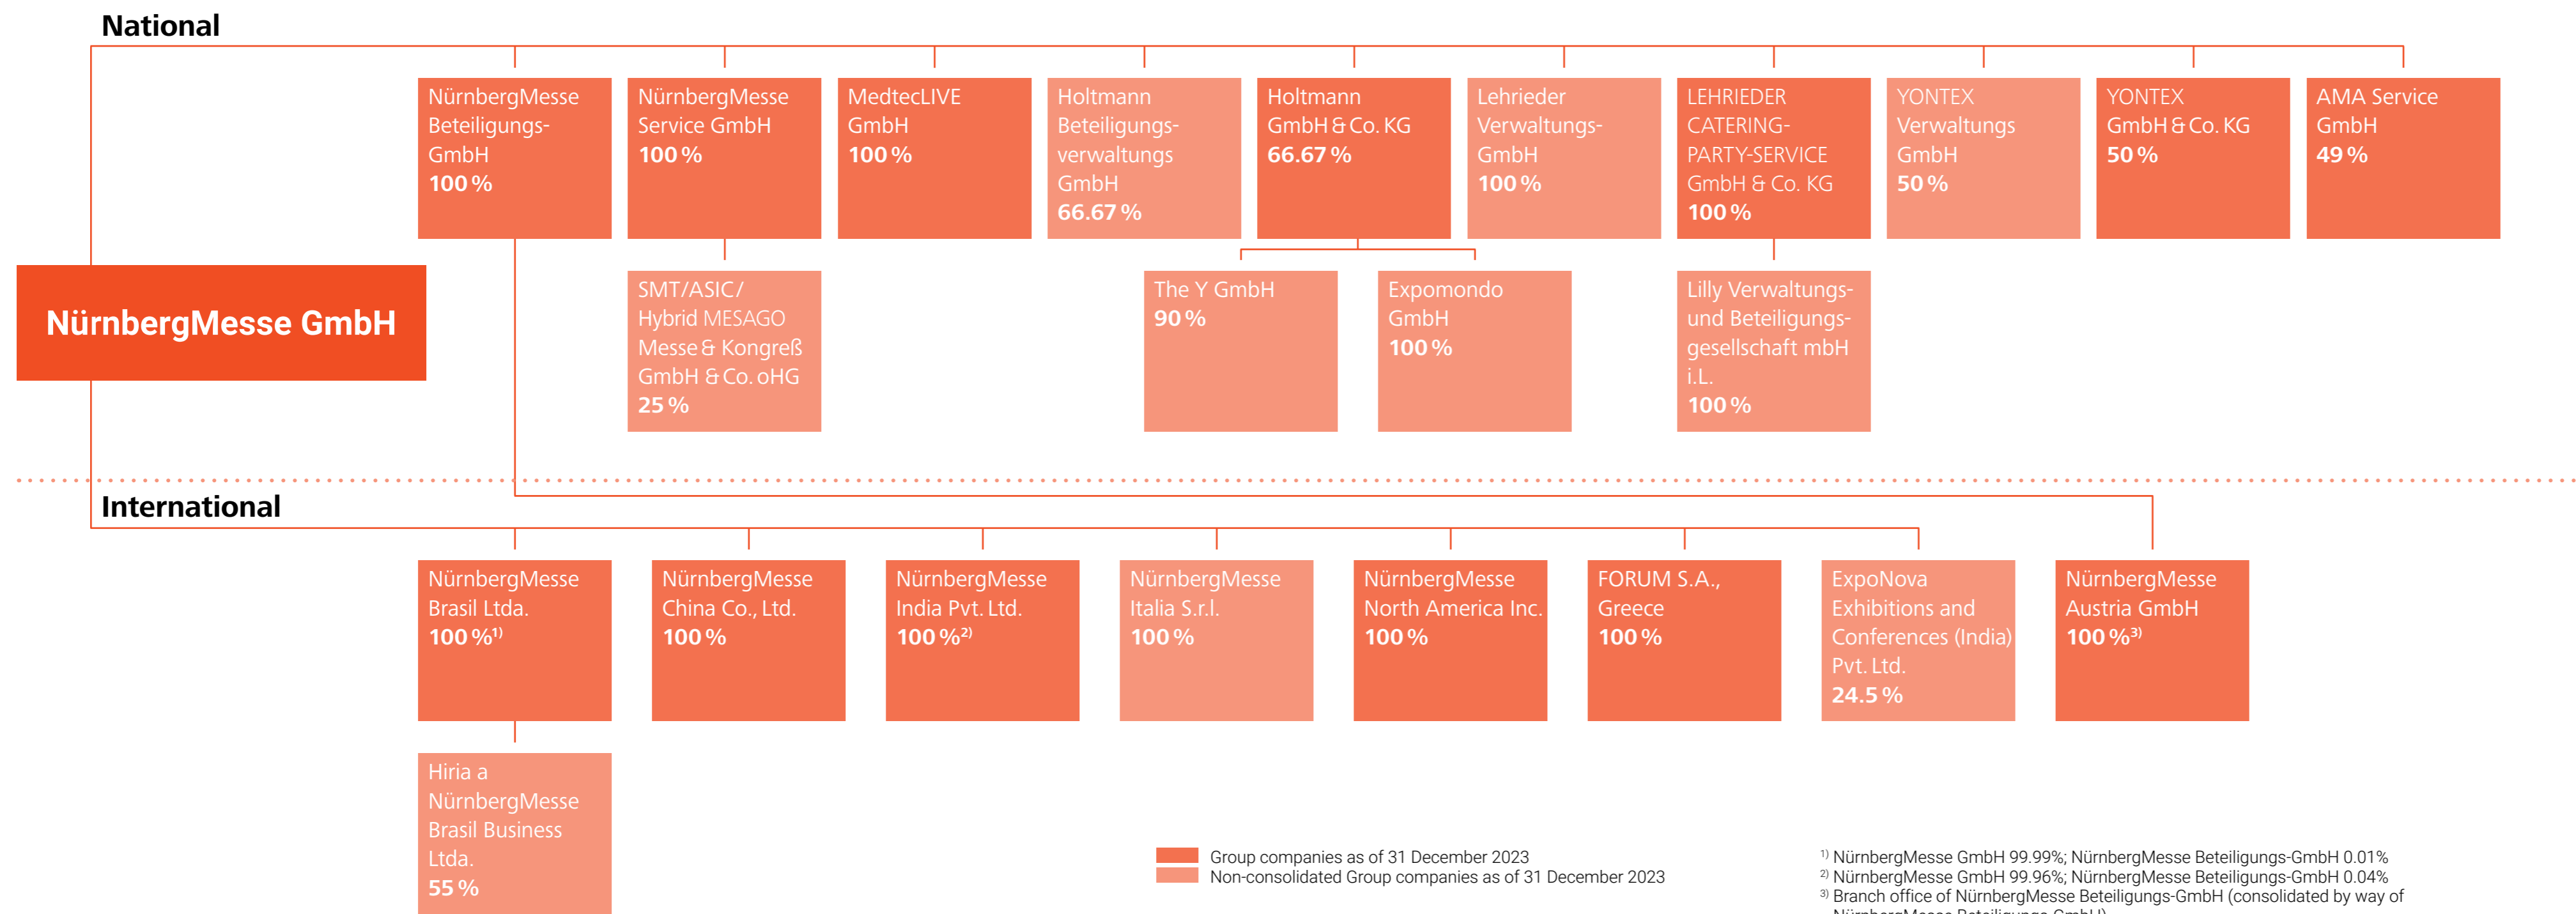 National
NürnbergMesse
Beteiligungs-
GmbH
100 %
NürnbergMesse
Service GmbH
100 %
MedtecLIVE
GmbH
100 %
Holtmann
Beteiligungs-
verwaltungs
GmbH
66.67 %
Holtmann
GmbH & Co. KG
66.67 %
Lehrieder
Verwaltungs-
GmbH
100 %
LEHRIEDER
CATERING-
PARTY-SERVICE
GmbH & Co. KG
100 %
YONTEX
Verwaltungs
GmbH
50 %
YONTEX
GmbH & Co. KG
50 %
AMA Service
GmbH
49 %
NürnbergMesse GmbH
SMT/ASIC/
Hybrid MESAGO
Messe & Kongreß
GmbH & Co. oHG
25 %
The Y GmbH
90 %
Expomondo
GmbH
100 %
Lilly Verwaltungs-
und Beteiligungs-
gesellschaft mbH
i.L.
100 %
International
NürnbergMesse
Brasil Ltda.
100 %1)
NürnbergMesse
China Co., Ltd.
100 %
NürnbergMesse
India Pvt. Ltd.
100 %2)
NürnbergMesse
Italia S.r.l.
100 %
NürnbergMesse
North America Inc.
100 %
FORUM S.A.,
Greece
100 %
ExpoNova
Exhibitions and
Conferences (India)
Pvt. Ltd.
24.5 %
NürnbergMesse
Austria GmbH
100 %3)
Hiria a
NürnbergMesse
Brasil Business
Ltda.
55 %
Group companies as of 31 December 2023
Non-consolidated Group companies as of 31 December 2023
1) NürnbergMesse GmbH 99.99%; NürnbergMesse Beteiligungs-GmbH 0.01%
2) NürnbergMesse GmbH 99.96%; NürnbergMesse Beteiligungs-GmbH 0.04%
3) Branch office of NürnbergMesse Beteiligungs-GmbH (consolidated by way of
NürnbergMesse Beteiligungs-GmbH)